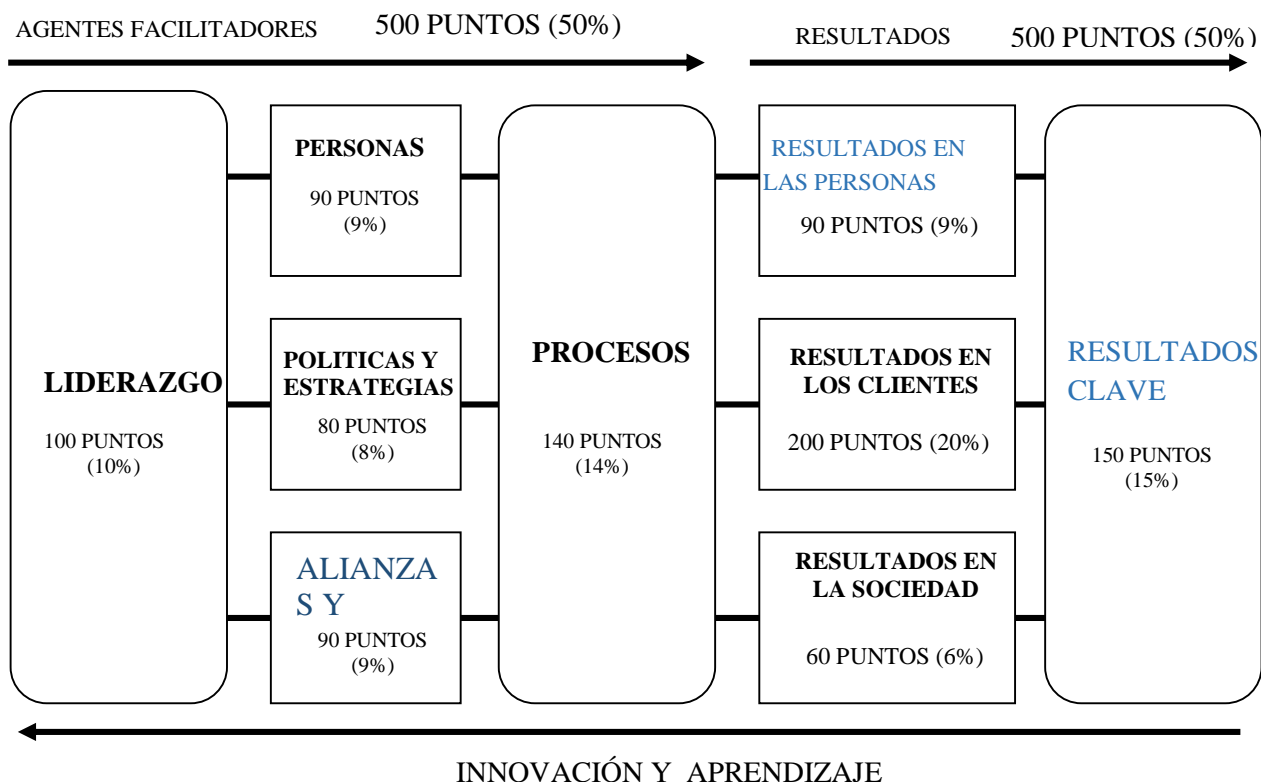 AGENTES FACILITADORES
500 PUNTOS (50%)
RESULTADOS
500 PUNTOS (50%)
LIDERAZGO
100 PUNTOS
(10%)
PERSONAS
90 PUNTOS
(9%)
POLITICAS Y
ESTRATEGIAS
80 PUNTOS
(8%)
ALIANZA
S Y
90 PUNTOS
(9%)
PROCESOS
140 PUNTOS
(14%)
RESULTADOS EN
LAS PERSONAS
90 PUNTOS (9%)
RESULTADOS EN
LOS CLIENTES
200 PUNTOS (20%)
RESULTADOS EN
LA SOCIEDAD
60 PUNTOS (6%)
RESULTADOS
CLAVE
150 PUNTOS
(15%)
INNOVACIÓN Y APRENDIZAJE